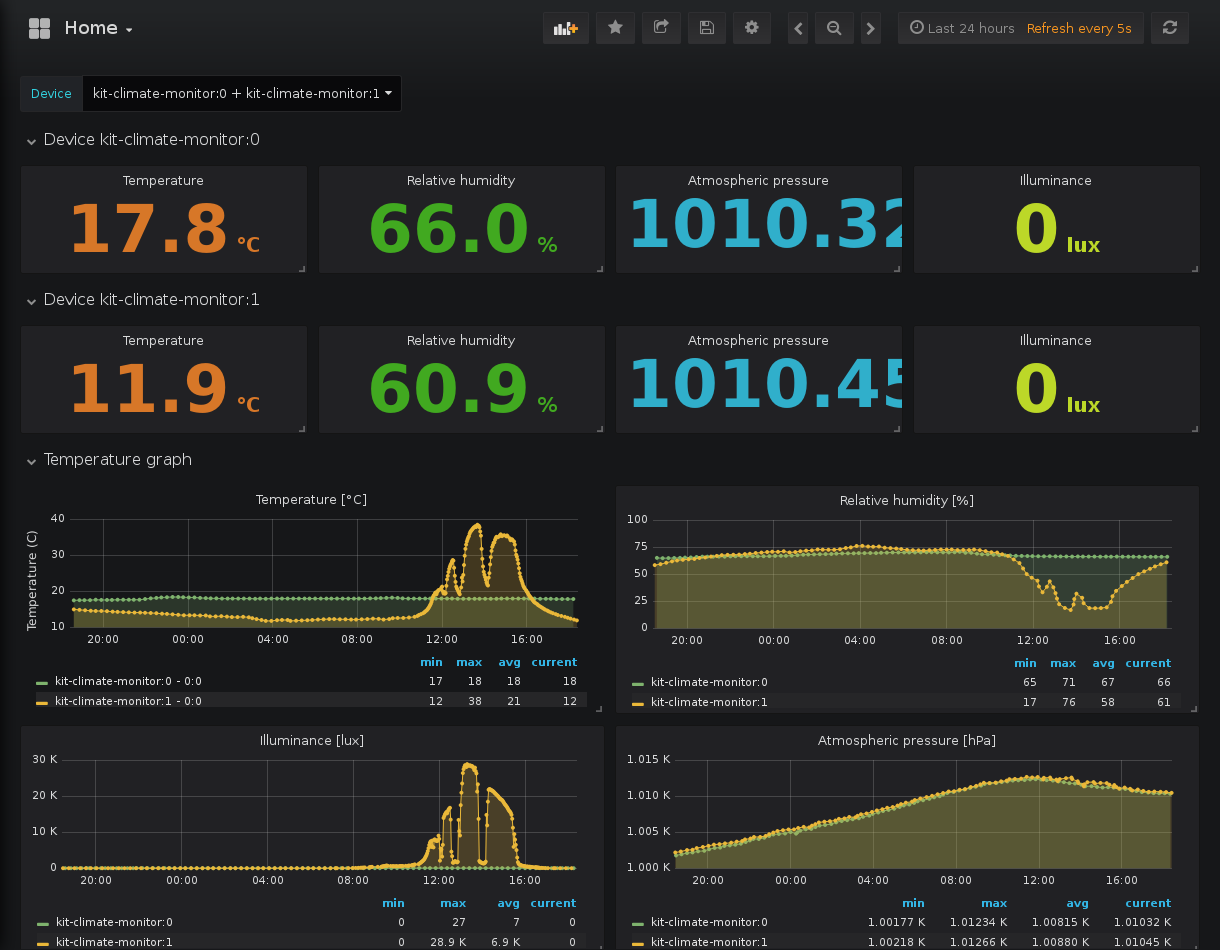 Home
Last 24 hours Refresh every 5s
Device kit-climate-monitor:0 + kit-climate-monitor:1
Device kit-climate-monitor:0
Temperature Relative humidity Atmospheric pressure Illuminance
17.8 °C 66.0 % 1010.32 0 lux
Device kit-climate-monitor:1
Temperature Relative humidity Atmospheric pressure Illuminance
11.9 °C 60.9 % 1010.45 0 lux
Temperature graph
Temperature [°C]
Temperature (C)
40
30
20
10
20:00 00:00 04:00 08:00 12:00 16:00
min max avg current
kit-climate-monitor:0 - 0:0 17 18 18 18
kit-climate-monitor:1 - 0:0 12 38 21 12
Relative humidity [%]
100
75
50
25
0
20:00 00:00 04:00 08:00 12:00 16:00
min max avg current
kit-climate-monitor:0 65 71 67 66
kit-climate-monitor:1 17 76 58 61
Illuminance [lux]
30 K
20 K
10 K
0
20:00 00:00 04:00 08:00 12:00 16:00
min max avg current
kit-climate-monitor:0 0 27 7 0
kit-climate-monitor:1 0 28.9 K 6.9 K 0
Atmospheric pressure [hPa]
1.015 K
1.010 K
1.005 K
1.000 K
20:00 00:00 04:00 08:00 12:00 16:00
min max avg current
kit-climate-monitor:0 1.00177 K 1.01234 K 1.00815 K 1.01032 K
kit-climate-monitor:1 1.00218 K 1.01266 K 1.00880 K 1.01045 K